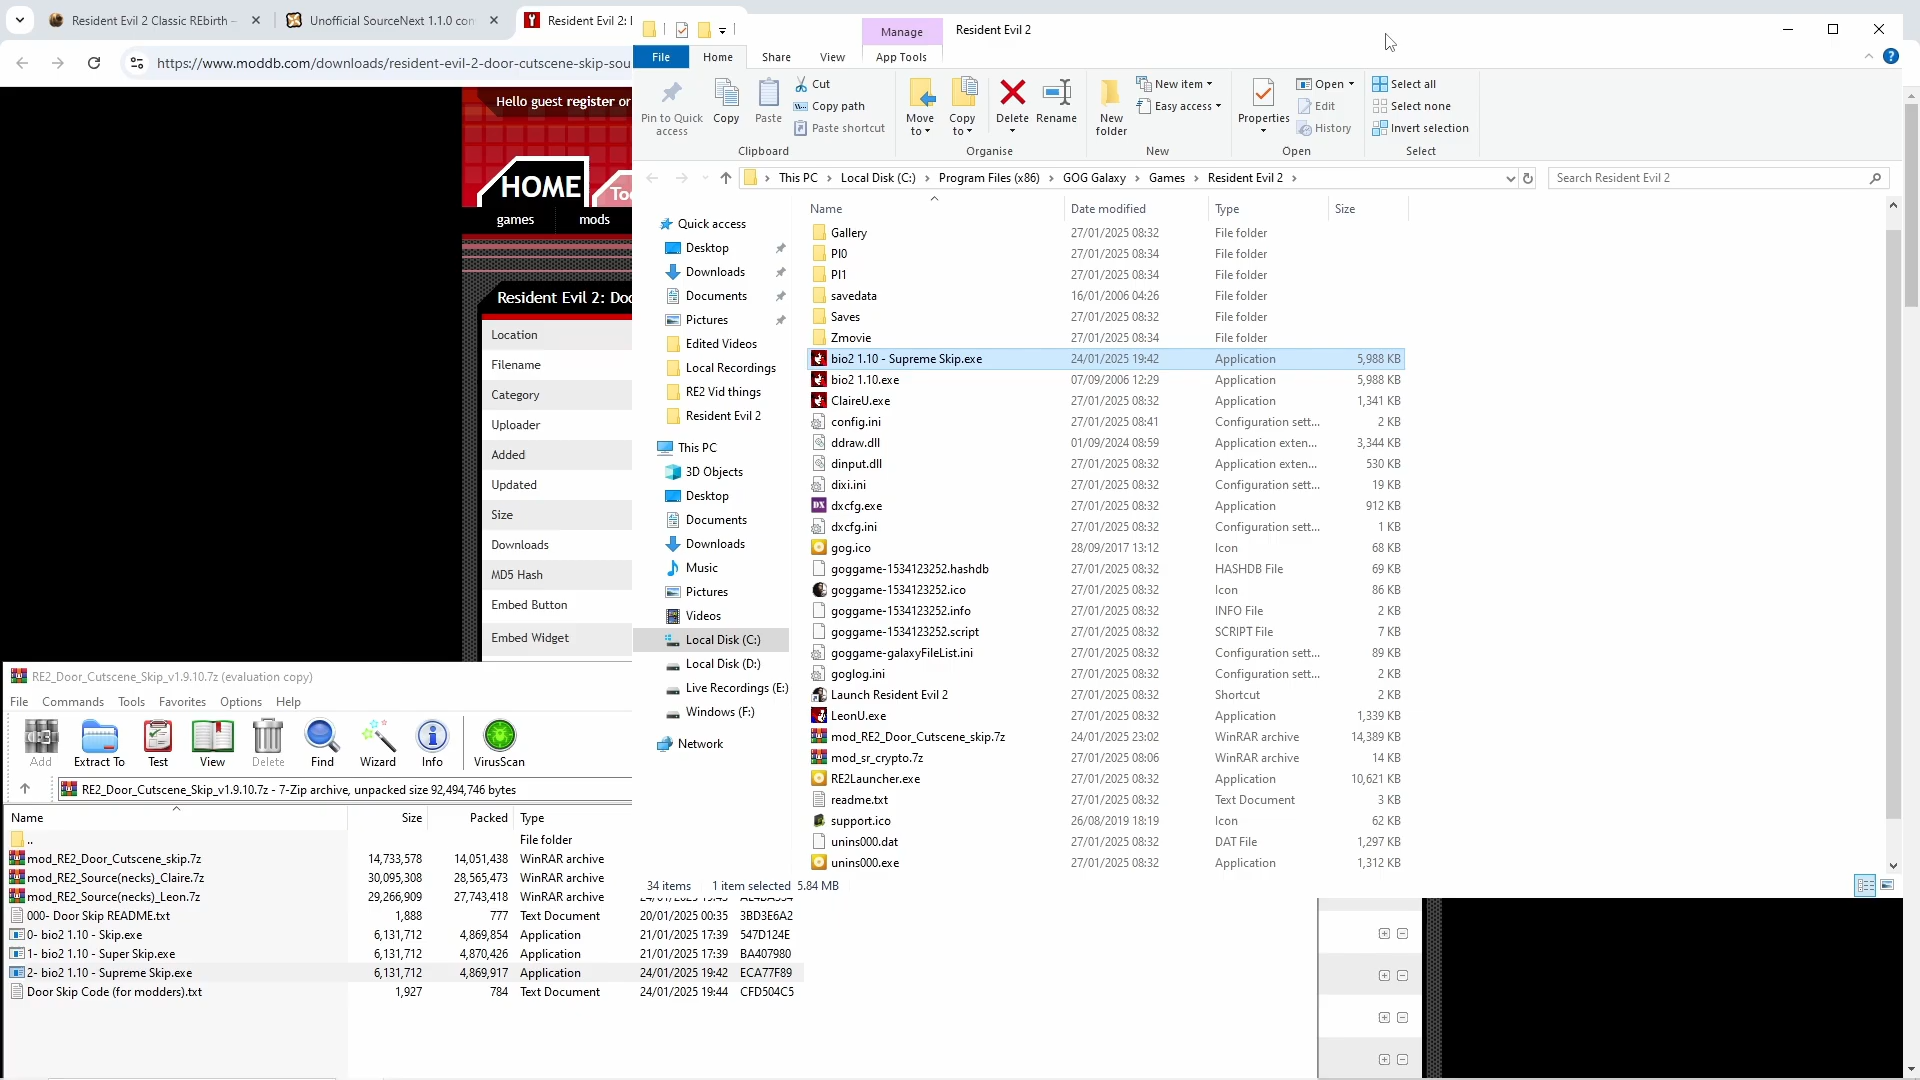 Resident Evil 2 Classic REbirth –
Unofficial SourceNext 1.1.0 con
Resident Evil 2:
https://www.moddb.com/downloads/resident-evil-2-door-cutscene-skip-sou
Hello guest register or
HOME
games
mods
Resident Evil 2: Doo
Location
Filename
Category
Uploader
Added
Updated
Size
Downloads
MD5 Hash
Embed Button
Embed Widget
Manage
Resident Evil 2
File
Home
Share
View
App Tools
Pin to Quick access
Copy
Paste
Cut
Copy path
Paste shortcut
Clipboard
Move to
Copy to
Delete
Rename
Organise
New folder
New item
Easy access
New
Properties
Open
Edit
History
Open
Select all
Select none
Invert selection
Select
This PC > Local Disk (C:) > Program Files (x86) > GOG Galaxy > Games > Resident Evil 2 >
Search Resident Evil 2
Quick access
Desktop
Downloads
Documents
Pictures
Edited Videos
Local Recordings
RE2 Vid things
Resident Evil 2
This PC
3D Objects
Desktop
Documents
Downloads
Music
Pictures
Videos
Local Disk (C:)
Local Disk (D:)
Live Recordings (E:)
Windows (F:)
Network
Name Date modified Type Size
Gallery 27/01/2025 08:32 File folder
Pl0 27/01/2025 08:34 File folder
Pl1 27/01/2025 08:34 File folder
savedata 16/01/2006 04:26 File folder
Saves 27/01/2025 08:32 File folder
Zmovie 27/01/2025 08:34 File folder
bio2 1.10 - Supreme Skip.exe 24/01/2025 19:42 Application 5,988 KB
bio2 1.10.exe 07/09/2006 12:29 Application 5,988 KB
ClaireU.exe 27/01/2025 08:32 Application 1,341 KB
config.ini 27/01/2025 08:41 Configuration sett... 2 KB
ddraw.dll 01/09/2024 08:59 Application exten... 3,344 KB
dinput.dll 27/01/2025 08:32 Application exten... 530 KB
dixi.ini 27/01/2025 08:32 Configuration sett... 19 KB
dxcfg.exe 27/01/2025 08:32 Application 912 KB
dxcfg.ini 27/01/2025 08:32 Configuration sett... 1 KB
gog.ico 28/09/2017 13:12 Icon 68 KB
goggame-1534123252.hashdb 27/01/2025 08:32 HASHDB File 69 KB
goggame-1534123252.ico 27/01/2025 08:32 Icon 86 KB
goggame-1534123252.info 27/01/2025 08:32 INFO File 2 KB
goggame-1534123252.script 27/01/2025 08:32 SCRIPT File 7 KB
goggame-galaxyFileList.ini 27/01/2025 08:32 Configuration sett... 89 KB
goglog.ini 27/01/2025 08:32 Configuration sett... 2 KB
Launch Resident Evil 2 27/01/2025 08:32 Shortcut 2 KB
LeonU.exe 27/01/2025 08:32 Application 1,339 KB
mod_RE2_Door_Cutscene_skip.7z 24/01/2025 23:02 WinRAR archive 14,389 KB
mod_sr_crypto.7z 27/01/2025 08:06 WinRAR archive 14 KB
RE2Launcher.exe 27/01/2025 08:32 Application 10,621 KB
readme.txt 27/01/2025 08:32 Text Document 3 KB
support.ico 26/08/2019 18:19 Icon 62 KB
unins000.dat 27/01/2025 08:32 DAT File 1,297 KB
unins000.exe 27/01/2025 08:32 Application 1,312 KB
34 items 1 item selected 5.84 MB
RE2_Door_Cutscene_Skip_v1.9.10.7z (evaluation copy)
File Commands Tools Favorites Options Help
Add Extract To Test View Delete Find Wizard Info VirusScan
RE2_Door_Cutscene_Skip_v1.9.10.7z - 7-Zip archive, unpacked size 92,494,746 bytes
Name Size Packed Type
.. File folder
mod_RE2_Door_Cutscene_skip.7z 14,733,578 14,051,438 WinRAR archive
mod_RE2_Source(necks)_Claire.7z 30,095,308 28,565,473 WinRAR archive
mod_RE2_Source(necks)_Leon.7z 29,266,909 27,743,418 WinRAR archive
000- Door Skip README.txt 1,888 777 Text Document 20/01/2025 00:35 3BD3E6A2
0- bio2 1.10 - Skip.exe 6,131,712 4,869,854 Application 21/01/2025 17:39 547D124E
1- bio2 1.10 - Super Skip.exe 6,131,712 4,870,426 Application 21/01/2025 17:39 BA407980
2- bio2 1.10 - Supreme Skip.exe 6,131,712 4,869,917 Application 24/01/2025 19:42 ECA77F89
Door Skip Code (for modders).txt 1,927 784 Text Document 24/01/2025 19:44 CFD504C5